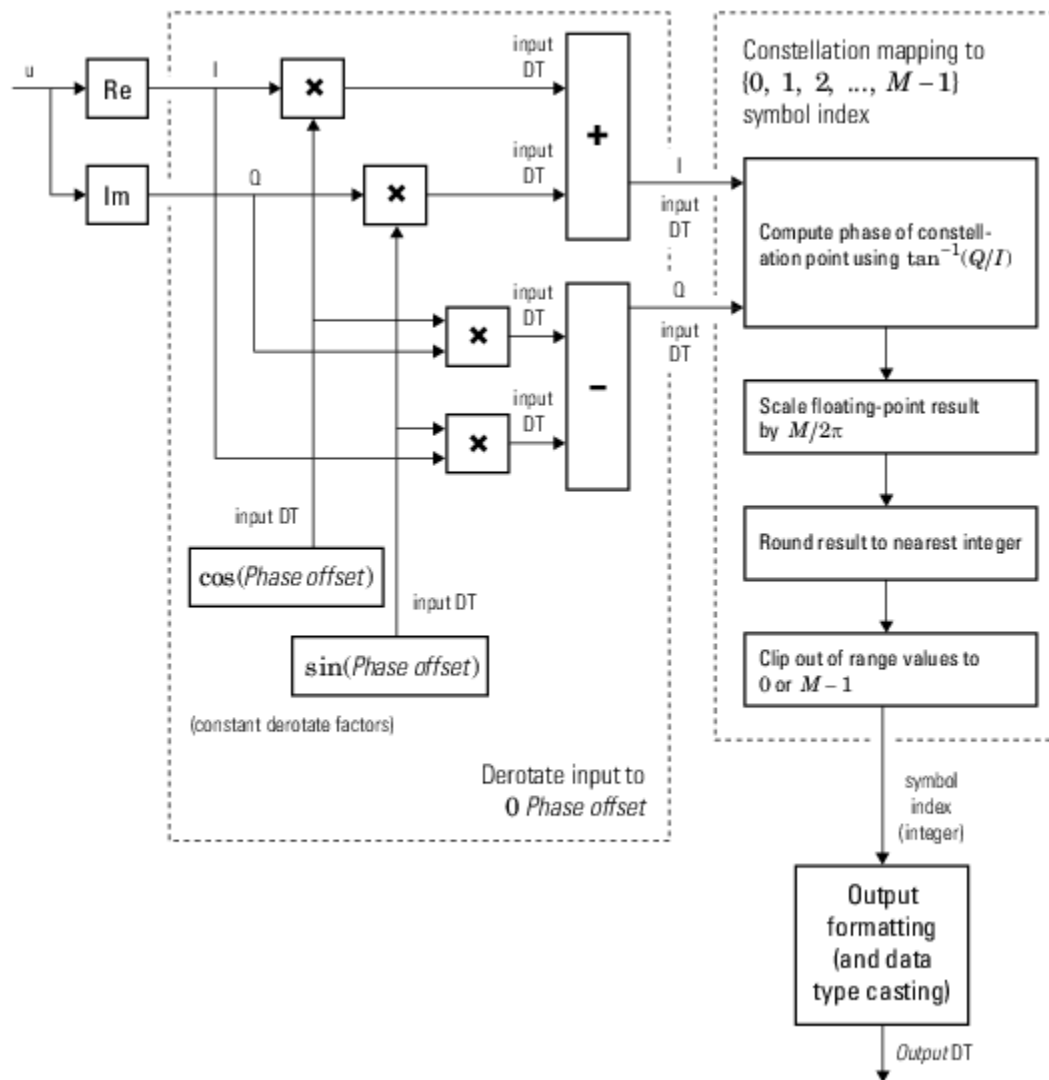 u
Re
I
×
input
DT
+
Constellation mapping to
{0, 1, 2, ..., M−1}
symbol index
Im
Q
×
input
DT
I
input
DT
Compute phase of constell-
ation point using tan⁻¹(Q/I)
×
input
DT
−
Q
input
DT
×
input
DT
Scale floating-point result
by M/2π
input DT
cos(Phase offset)
Round result to nearest integer
input DT
sin(Phase offset)
Clip out of range values to
0 or M−1
(constant derotate factors)
Derotate input to
0 Phase offset
symbol
index
(integer)
Output
formatting
(and data
type casting)
Output DT